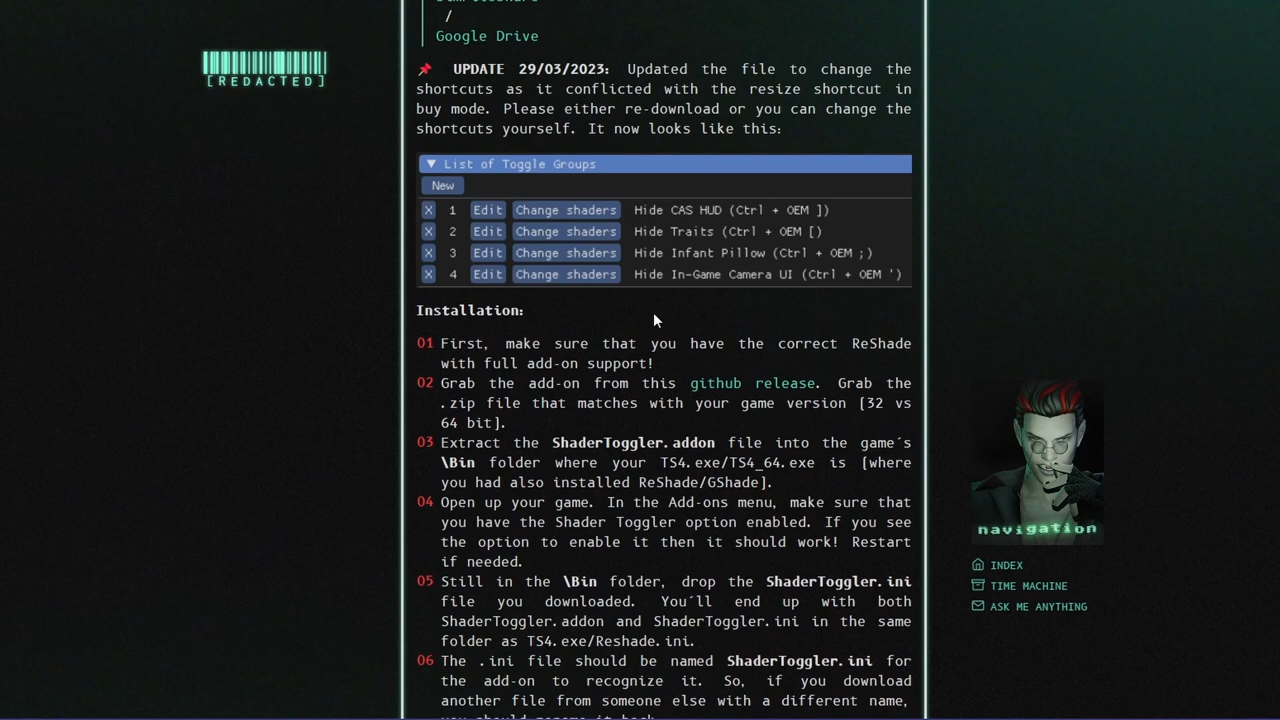 [REDACTED]
/
Google Drive
📌 UPDATE 29/03/2023: Updated the file to change the
shortcuts as it conflicted with the resize shortcut in
buy mode. Please either re-download or you can change the
shortcuts yourself. It now looks like this:
▼ List of Toggle Groups
New
X 1 Edit Change shaders Hide CAS HUD (Ctrl + OEM ])
X 2 Edit Change shaders Hide Traits (Ctrl + OEM [)
X 3 Edit Change shaders Hide Infant Pillow (Ctrl + OEM ;)
X 4 Edit Change shaders Hide In-Game Camera UI (Ctrl + OEM ')
Installation:
01 First, make sure that you have the correct ReShade
with full add-on support!
02 Grab the add-on from this github release. Grab the
.zip file that matches with your game version [32 vs
64 bit].
03 Extract the ShaderToggler.addon file into the game´s
\Bin folder where your TS4.exe/TS4_64.exe is [where
you had also installed ReShade/GShade].
04 Open up your game. In the Add-ons menu, make sure that
you have the Shader Toggler option enabled. If you see
the option to enable it then it should work! Restart
if needed.
05 Still in the \Bin folder, drop the ShaderToggler.ini
file you downloaded. You´ll end up with both
ShaderToggler.addon and ShaderToggler.ini in the same
folder as TS4.exe/Reshade.ini.
06 The .ini file should be named ShaderToggler.ini for
the add-on to recognize it. So, if you download
another file from someone else with a different name,
navigation
INDEX
TIME MACHINE
ASK ME ANYTHING